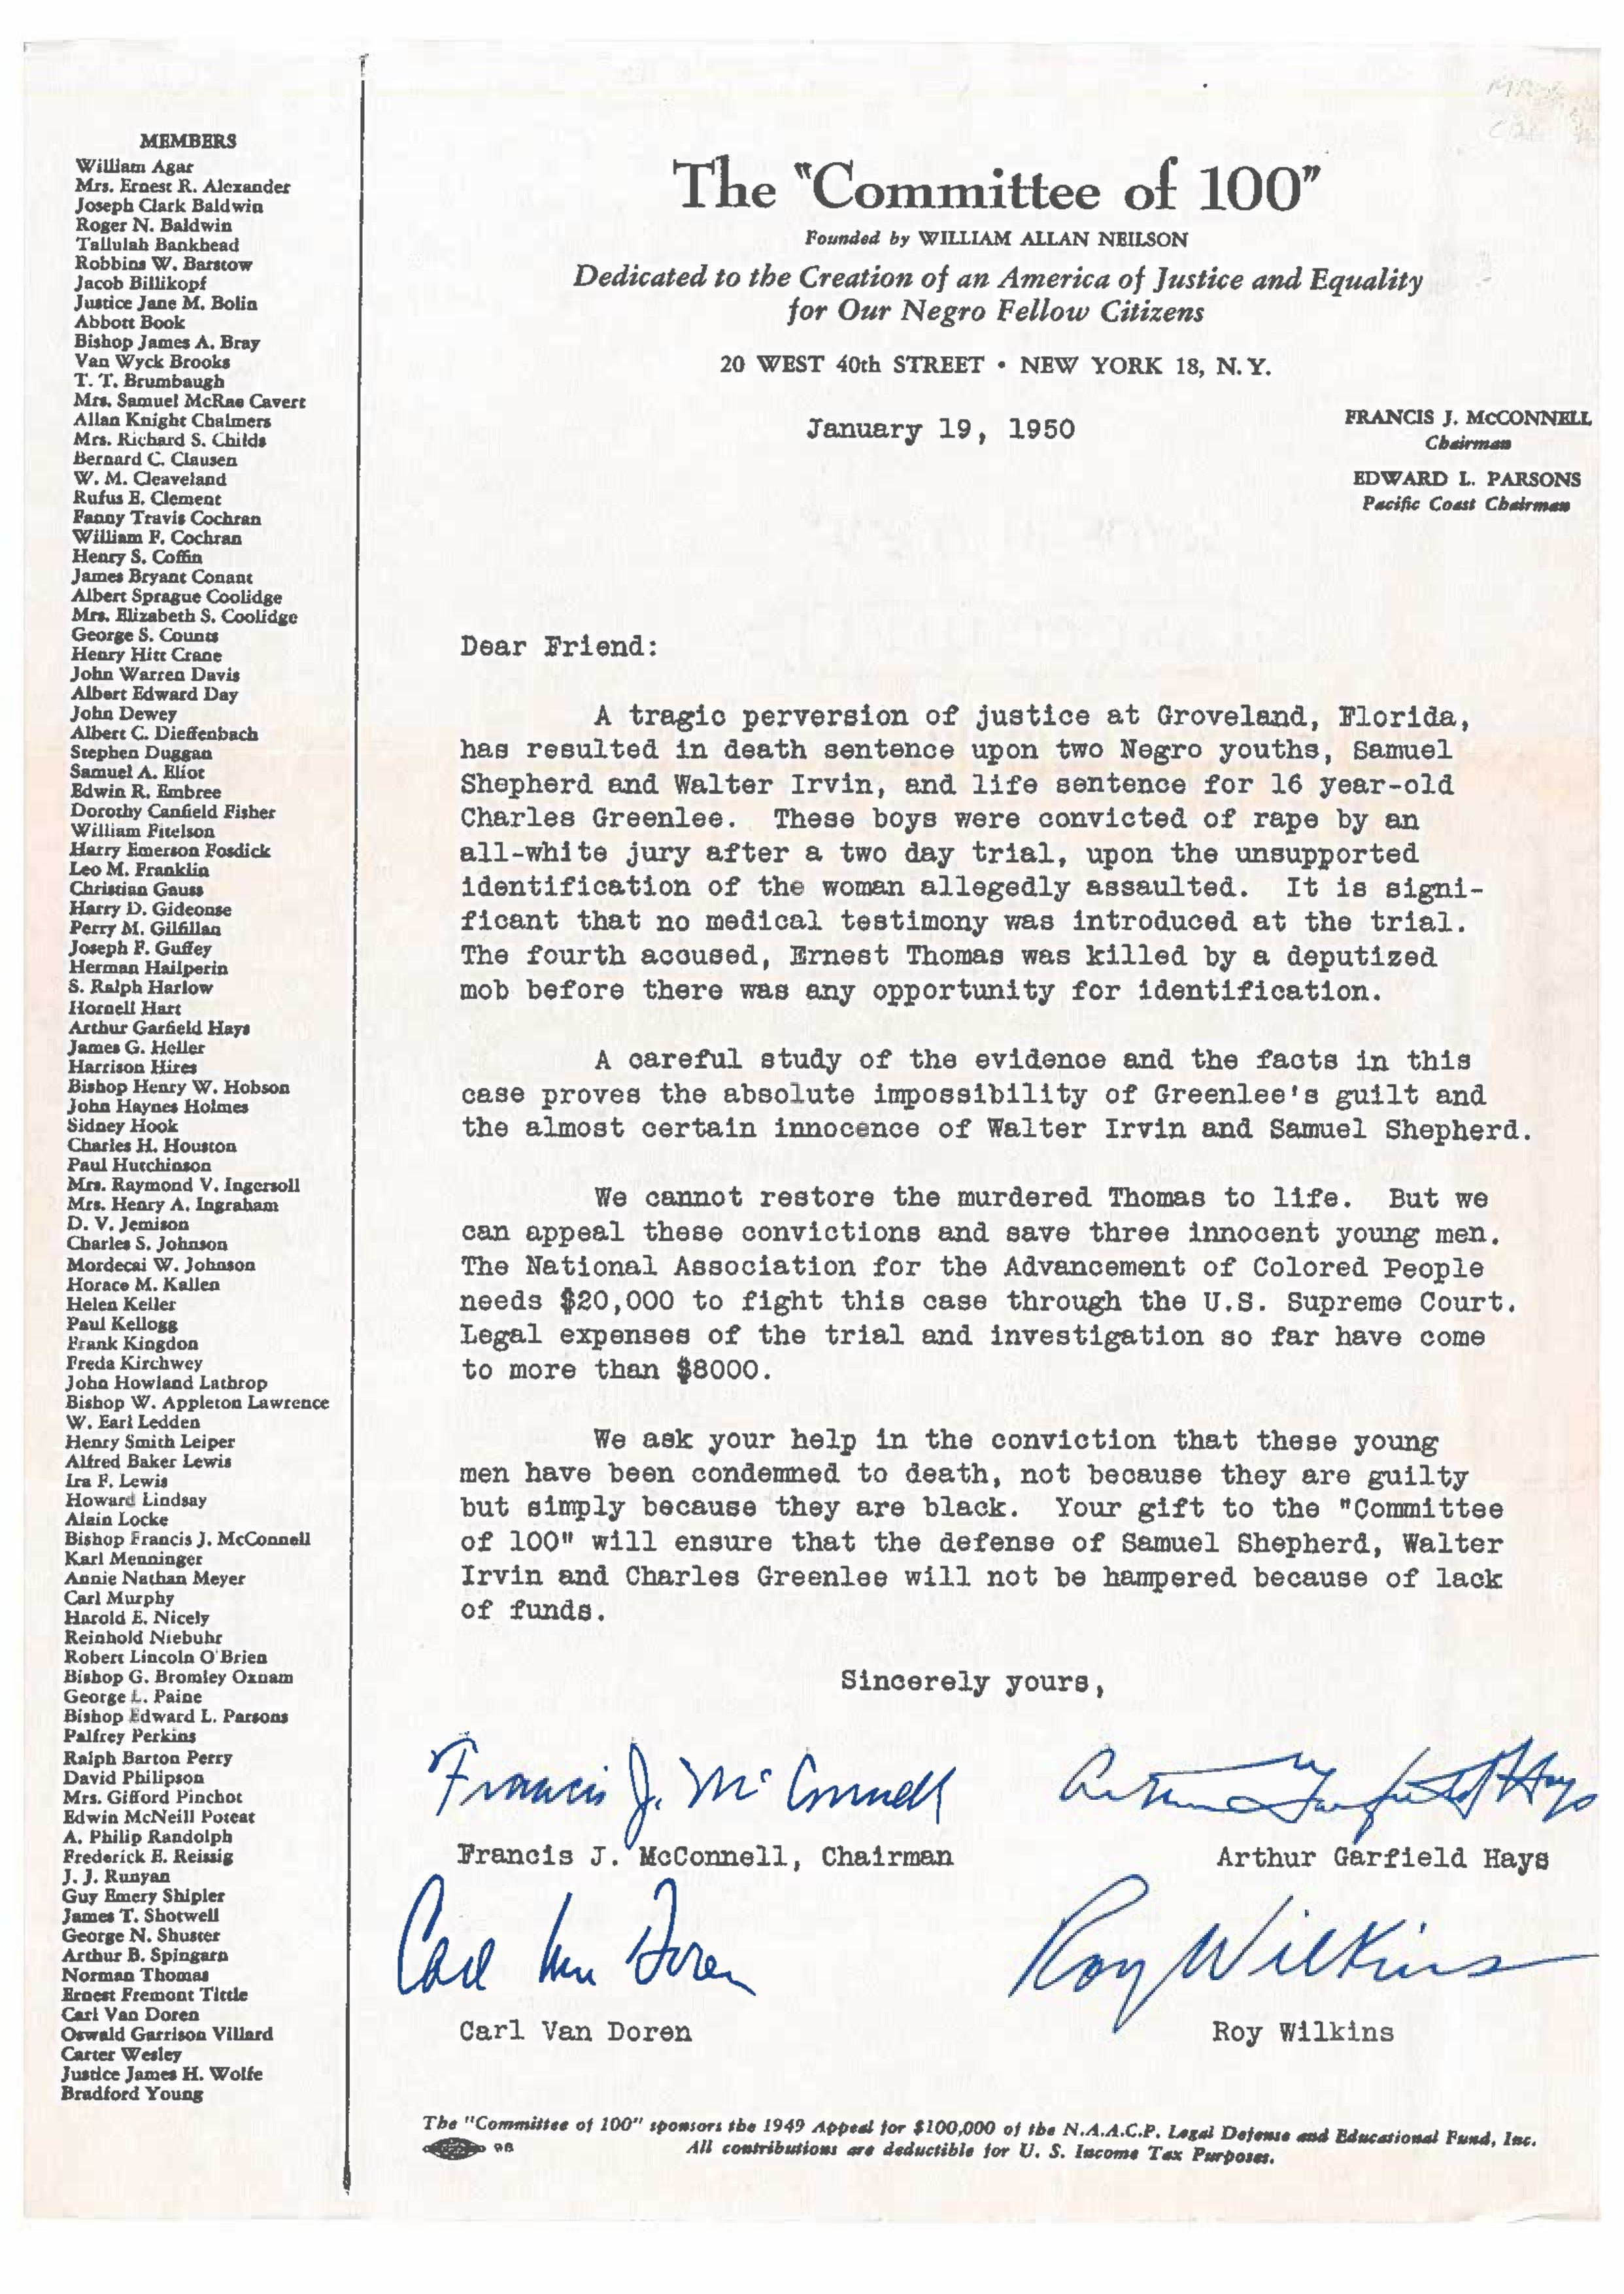 MEMBERS
William Agar
Mrs. Ernest R. Alexander
Joseph Clark Baldwin
Roger N. Baldwin
Tallulah Bankhead
Robbins W. Barstow
Jacob Billikopf
Justice Jane M. Bolin
Abbott Book
Bishop James A. Bray
Van Wyck Brooks
T. T. Brumbaugh
Mrs. Samuel McRae Cavert
Allan Knight Chalmers
Mrs. Richard S. Childs
Bernard C. Clausen
W. M. Cleaveland
Rufus E. Clement
Fanny Travis Cochran
William F. Cochran
Henry S. Coffin
James Bryant Conant
Albert Sprague Coolidge
Mrs. Elizabeth S. Coolidge
George S. Counts
Henry Hitt Crane
John Warren Davis
Albert Edward Day
John Dewey
Albert C. Dieffenbach
Stephen Duggan
Samuel A. Eliot
Edwin R. Embree
Dorothy Canfield Fisher
William Fitelson
Harry Emerson Fosdick
Leo M. Franklin
Christian Gauss
Harry D. Gideonse
Perry M. Gilfillan
Joseph F. Guffey
Herman Hailperin
S. Ralph Harlow
Hornell Hart
Arthur Garfield Hays
James G. Heller
Harrison Hires
Bishop Henry W. Hobson
John Haynes Holmes
Sidney Hook
Charles H. Houston
Paul Hutchinson
Mrs. Raymond V. Ingersoll
Mrs. Henry A. Ingraham
D. V. Jemison
Charles S. Johnson
Mordecai W. Johnson
Horace M. Kallen
Helen Keller
Paul Kellogg
Frank Kingdon
Freda Kirchwey
John Howland Lathrop
Bishop W. Appleton Lawrence
W. Earl Ledden
Henry Smith Leiper
Alfred Baker Lewis
Ira F. Lewis
Howard Lindsay
Alain Locke
Bishop Francis J. McConnell
Karl Menninger
Annie Nathan Meyer
Carl Murphy
Harold E. Nicely
Reinhold Niebuhr
Robert Lincoln O'Brien
Bishop G. Bromley Oxnam
George L. Paine
Bishop Edward L. Parsons
Palfrey Perkins
Ralph Barton Perry
David Philipson
Mrs. Gifford Pinchot
Edwin McNeill Poteat
A. Philip Randolph
Frederick E. Reissig
J. J. Runyan
Guy Emery Shipler
James T. Shotwell
George N. Shuster
Arthur B. Spingarn
Norman Thomas
Ernest Fremont Tittle
Carl Van Doren
Oswald Garrison Villard
Carter Wesley
Justice James H. Wolfe
Bradford Young
The "Committee of 100"
Founded by WILLIAM ALLAN NEILSON
Dedicated to the Creation of an America of Justice and Equality
for Our Negro Fellow Citizens
20 WEST 40th STREET • NEW YORK 18, N.Y.
January 19, 1950
FRANCIS J. McCONNELL
Chairman
EDWARD L. PARSONS
Pacific Coast Chairman
Dear Friend:
A tragic perversion of justice at Groveland, Florida,
has resulted in death sentence upon two Negro youths, Samuel
Shepherd and Walter Irvin, and life sentence for 16 year-old
Charles Greenlee. These boys were convicted of rape by an
all-white jury after a two day trial, upon the unsupported
identification of the woman allegedly assaulted. It is signi-
ficant that no medical testimony was introduced at the trial.
The fourth accused, Ernest Thomas was killed by a deputized
mob before there was any opportunity for identification.
A careful study of the evidence and the facts in this
case proves the absolute impossibility of Greenlee's guilt and
the almost certain innocence of Walter Irvin and Samuel Shepherd.
We cannot restore the murdered Thomas to life. But we
can appeal these convictions and save three innocent young men.
The National Association for the Advancement of Colored People
needs $20,000 to fight this case through the U.S. Supreme Court.
Legal expenses of the trial and investigation so far have come
to more than $8000.
We ask your help in the conviction that these young
men have been condemned to death, not because they are guilty
but simply because they are black. Your gift to the "Committee
of 100" will ensure that the defense of Samuel Shepherd, Walter
Irvin and Charles Greenlee will not be hampered because of lack
of funds.
Sincerely yours,
Francis J. McConnell
Arthur Garfield Hays
Francis J. McConnell, Chairman
Arthur Garfield Hays
Carl Van Doren
Roy Wilkins
Carl Van Doren
Roy Wilkins
The "Committee of 100" sponsors the 1949 Appeal for $100,000 of the N.A.A.C.P. Legal Defense and Educational Fund, Inc.
All contributions are deductible for U. S. Income Tax Purposes.